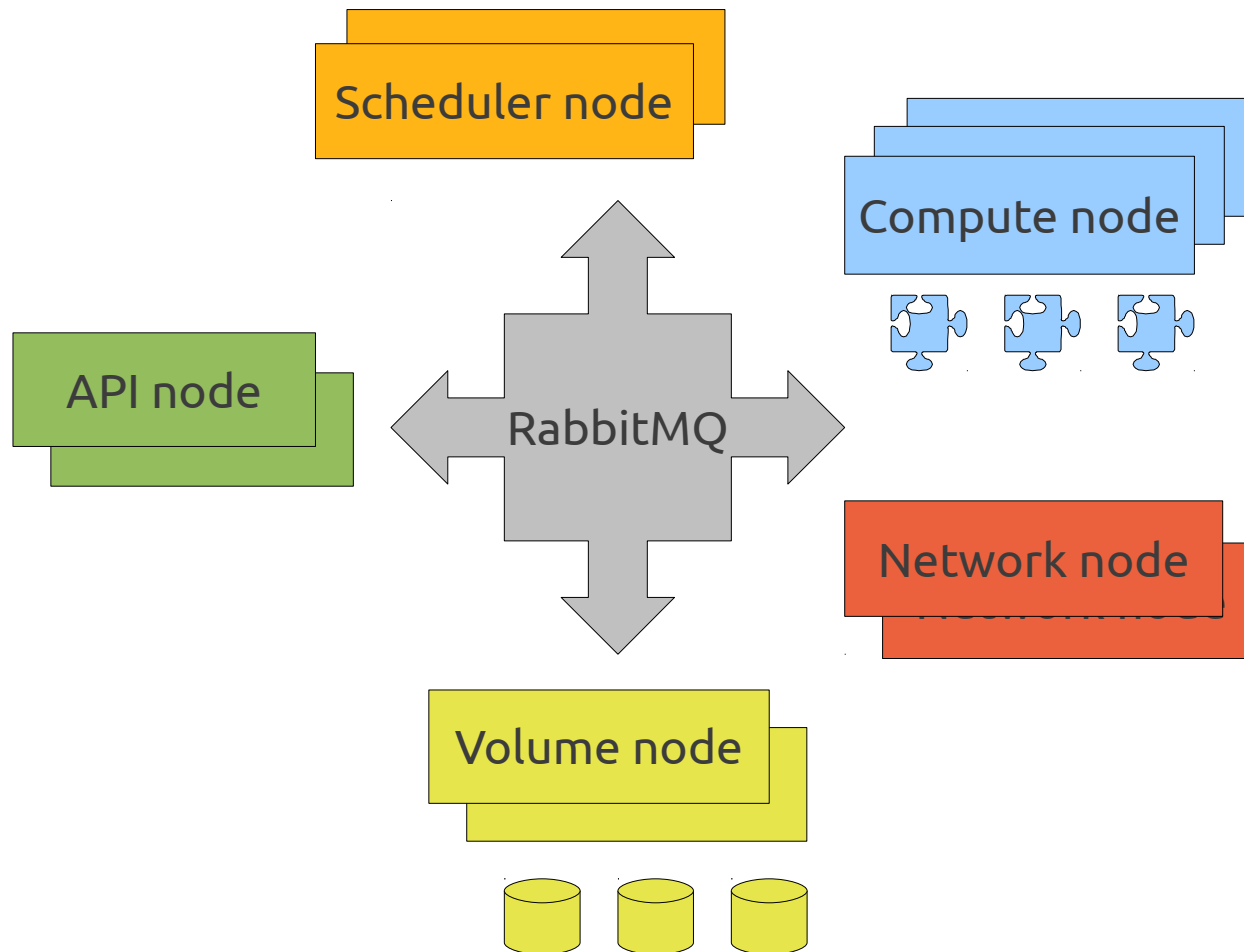 Scheduler node
Compute node
API node
RabbitMQ
Network node
Volume node